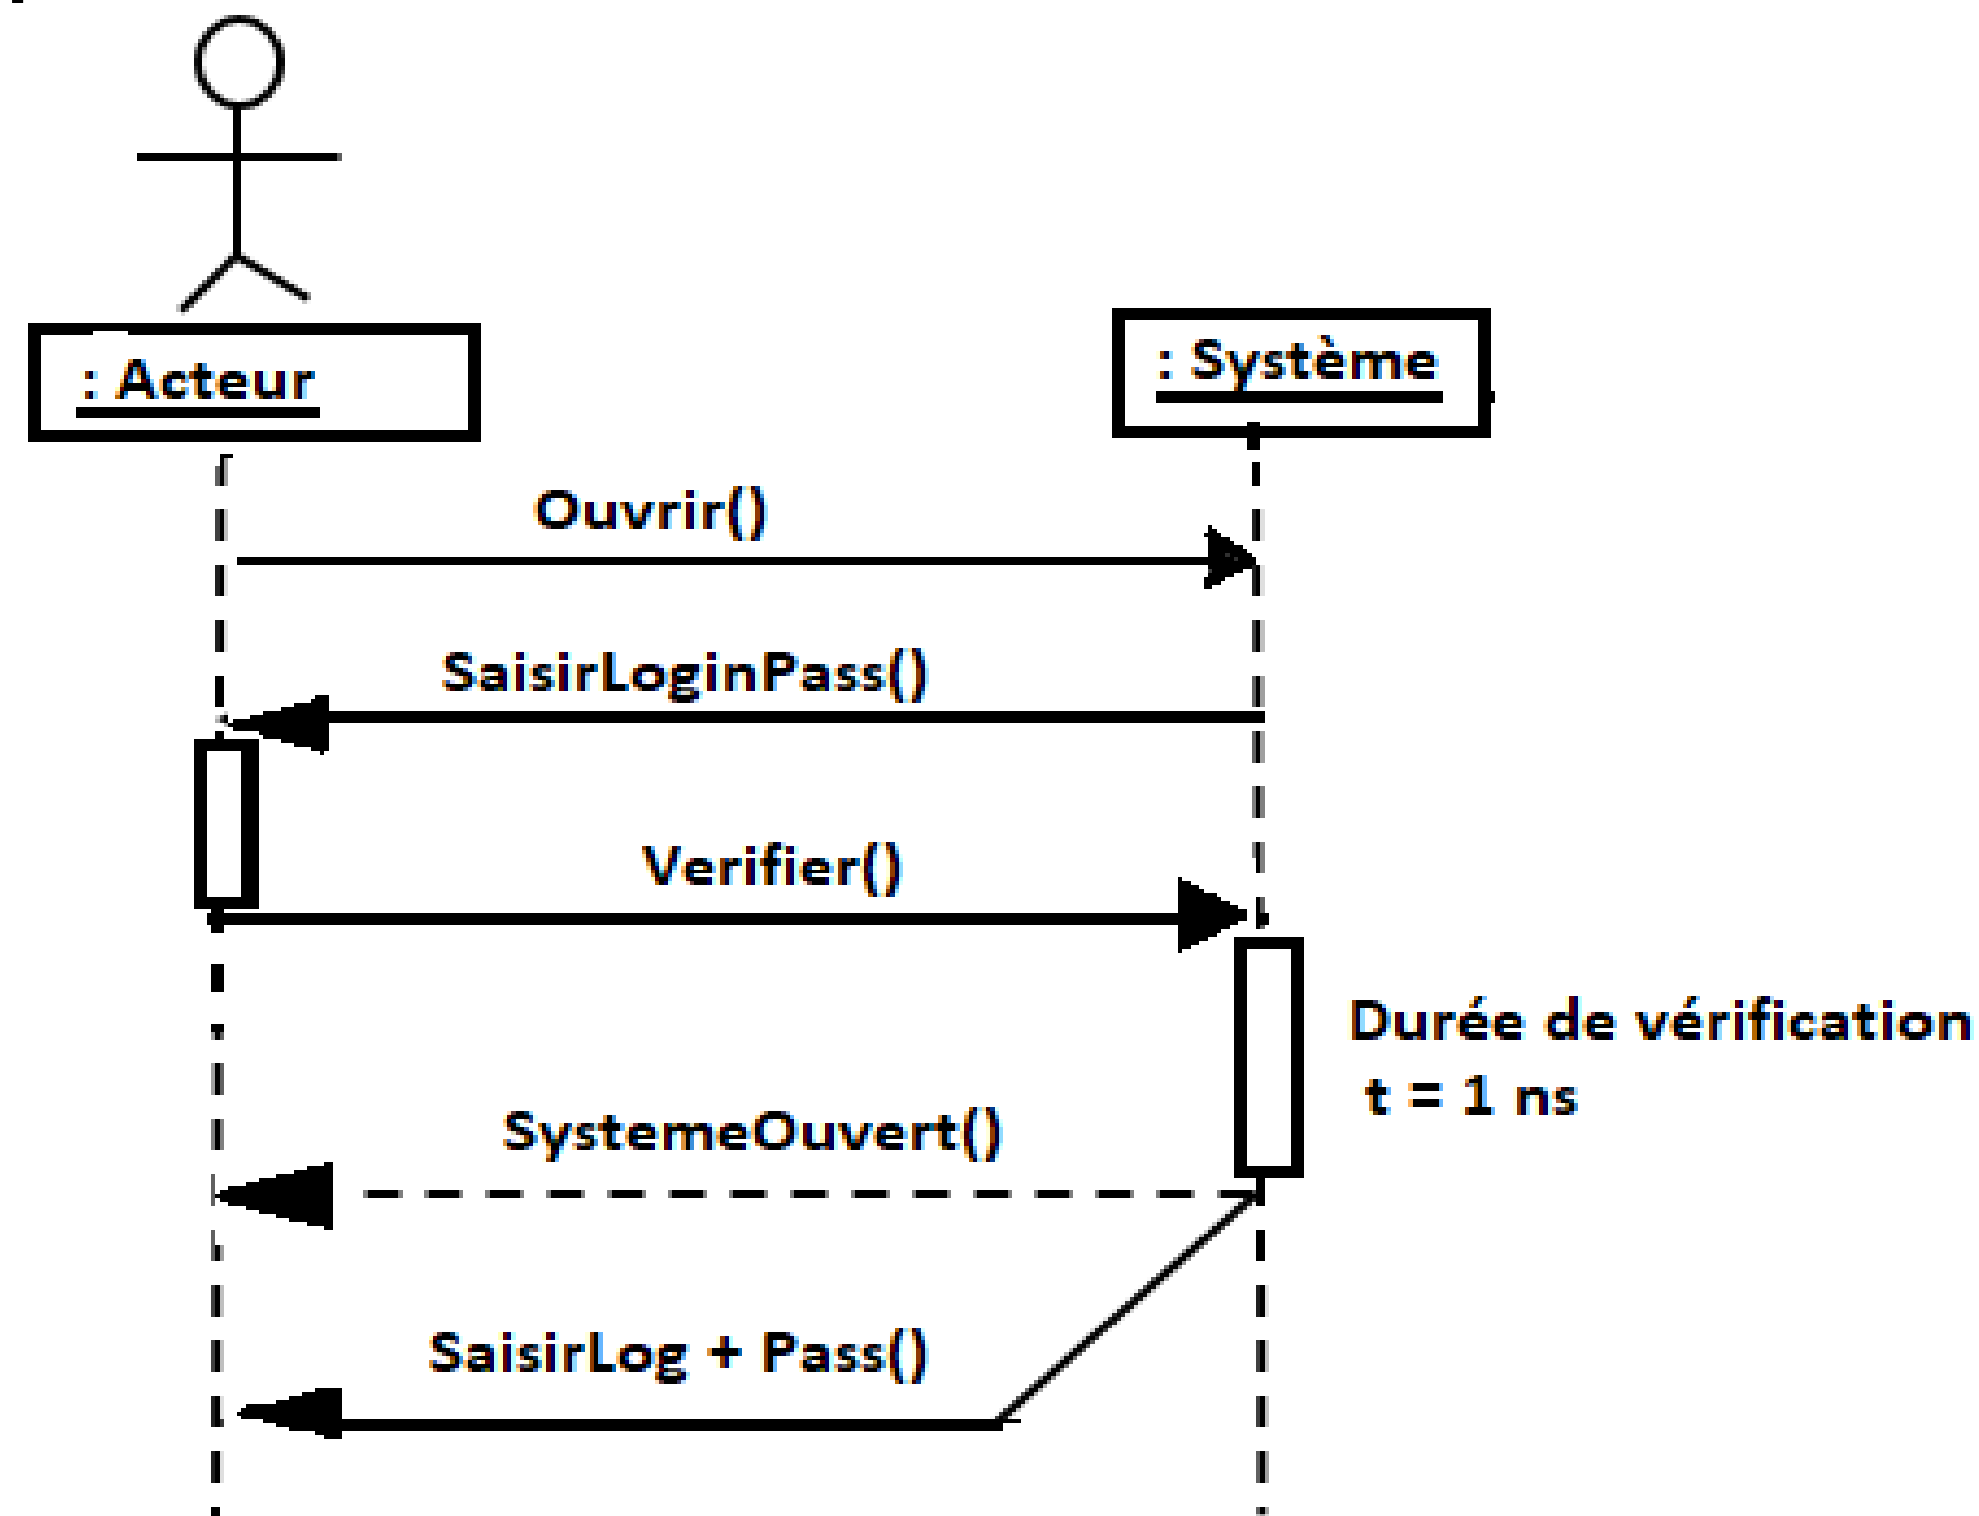 : Acteur
: Système
Ouvrir()
SaisirLoginPass()
Verifier()
Durée de vérification
t = 1 ns
SystemeOuvert()
SaisirLog + Pass()